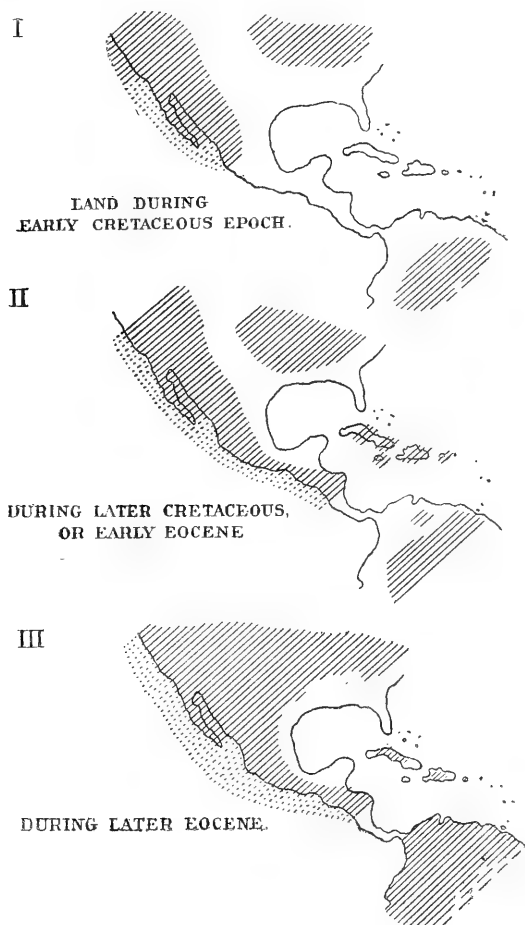 I
LAND DURING
EARLY CRETACEOUS EPOCH.
II
DURING LATER CRETACEOUS,
OR EARLY EOCENE
III
DURING LATER EOCENE.